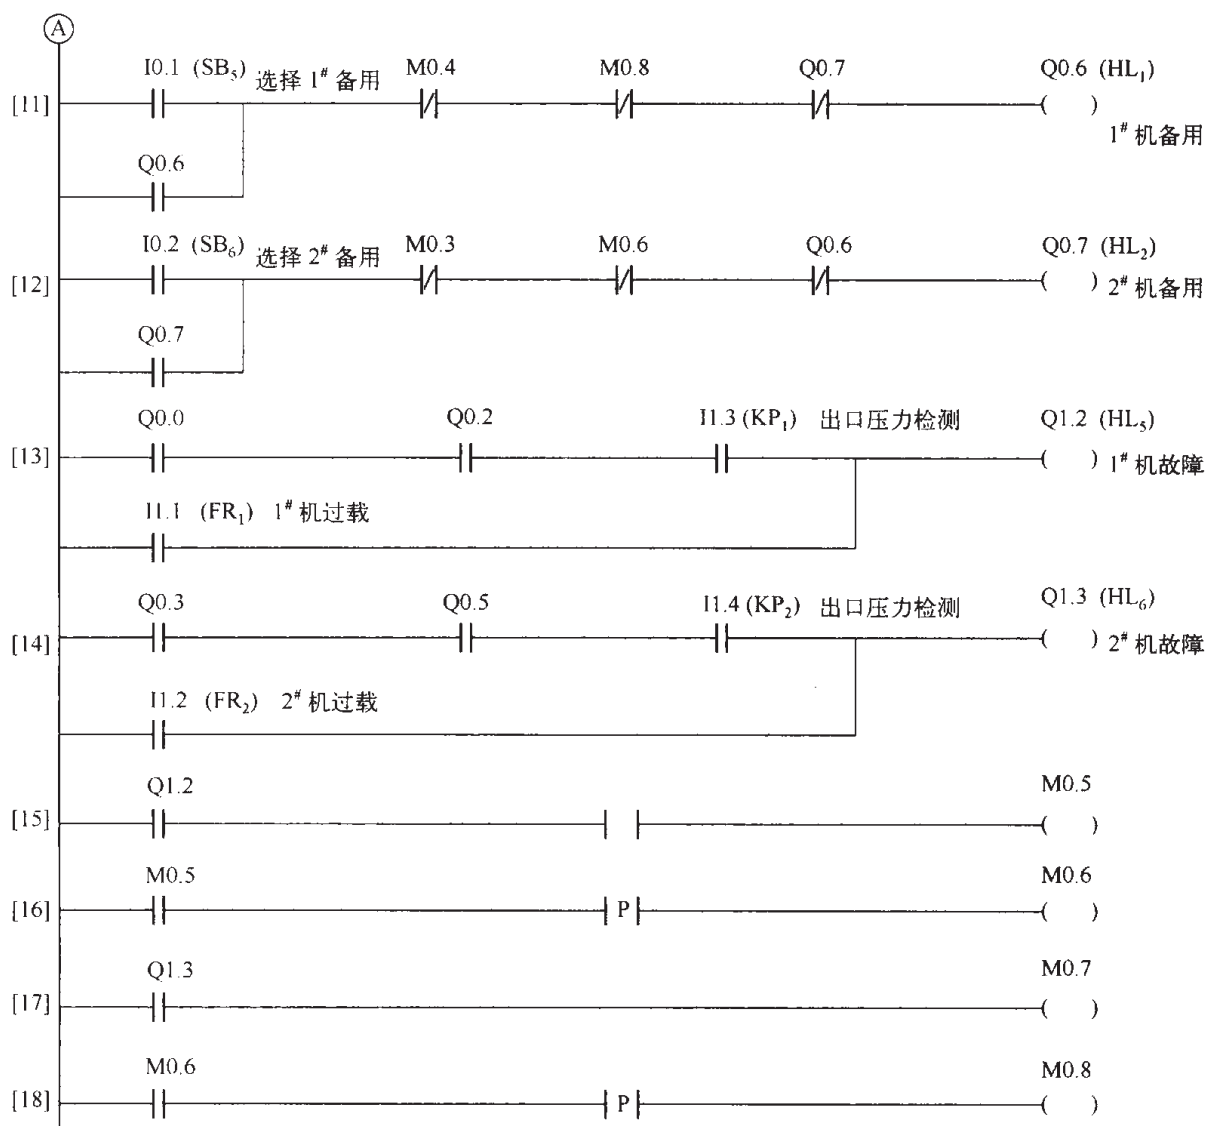 A
I0.1 (SB₅) 选择 1# 备用 M0.4 M0.8 Q0.7 Q0.6 (HL₁)
[11] ( ) 1# 机备用
Q0.6
I0.2 (SB₆) 选择 2# 备用 M0.3 M0.6 Q0.6 Q0.7 (HL₂)
[12] ( ) 2# 机备用
Q0.7
Q0.0 Q0.2 I1.3 (KP₁) 出口压力检测 Q1.2 (HL₅)
[13] ( ) 1# 机故障
I1.1 (FR₁) 1# 机过载
Q0.3 Q0.5 I1.4 (KP₂) 出口压力检测 Q1.3 (HL₆)
[14] ( ) 2# 机故障
I1.2 (FR₂) 2# 机过载
Q1.2 M0.5
[15] ( )
M0.5 M0.6
[16] P ( )
Q1.3 M0.7
[17] ( )
M0.6 M0.8
[18] P ( )